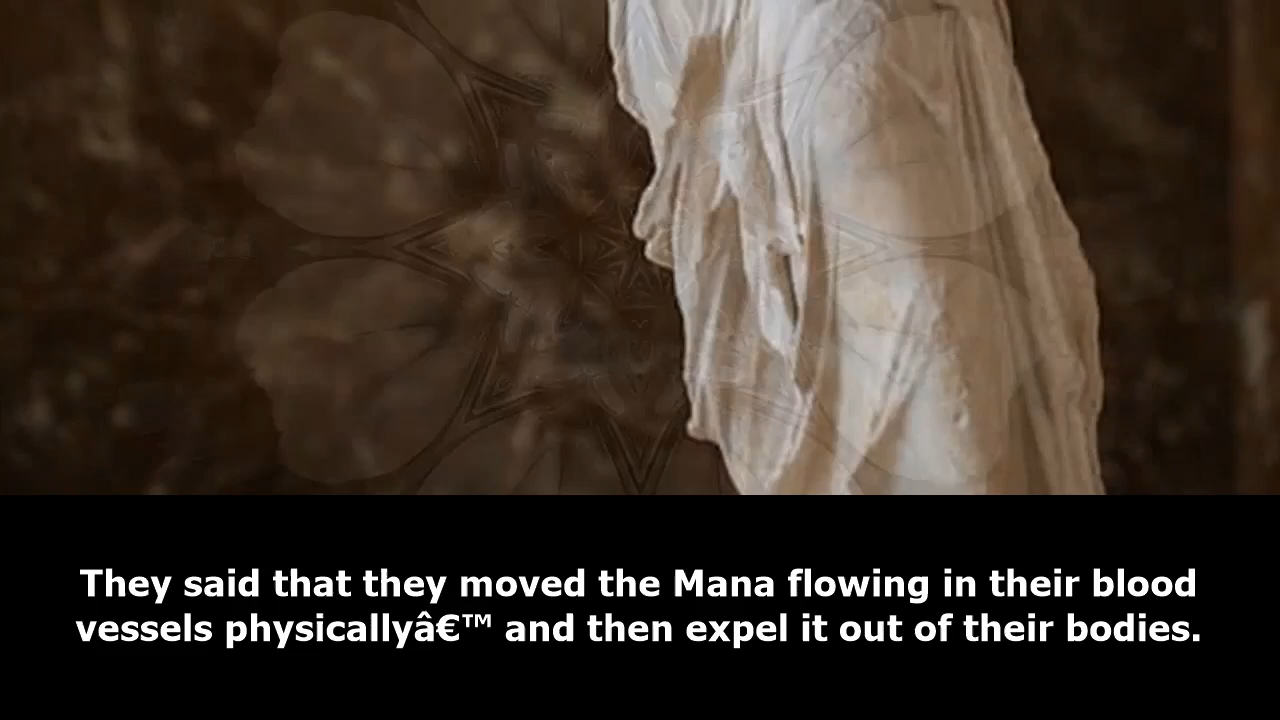 They said that they moved the Mana flowing in their blood
vessels physicallyâ€™ and then expel it out of their bodies.